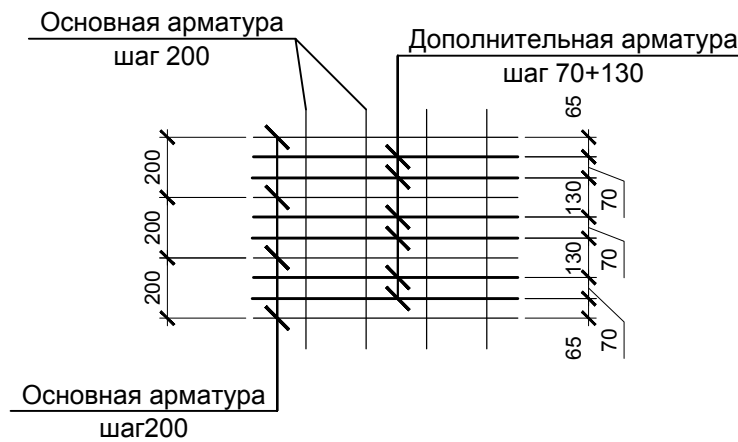 Основная арматура
шаг 200
Дополнительная арматура
шаг 70+130
200
200
200
65
130
70
130
70
65
70
Основная арматура
шаг200